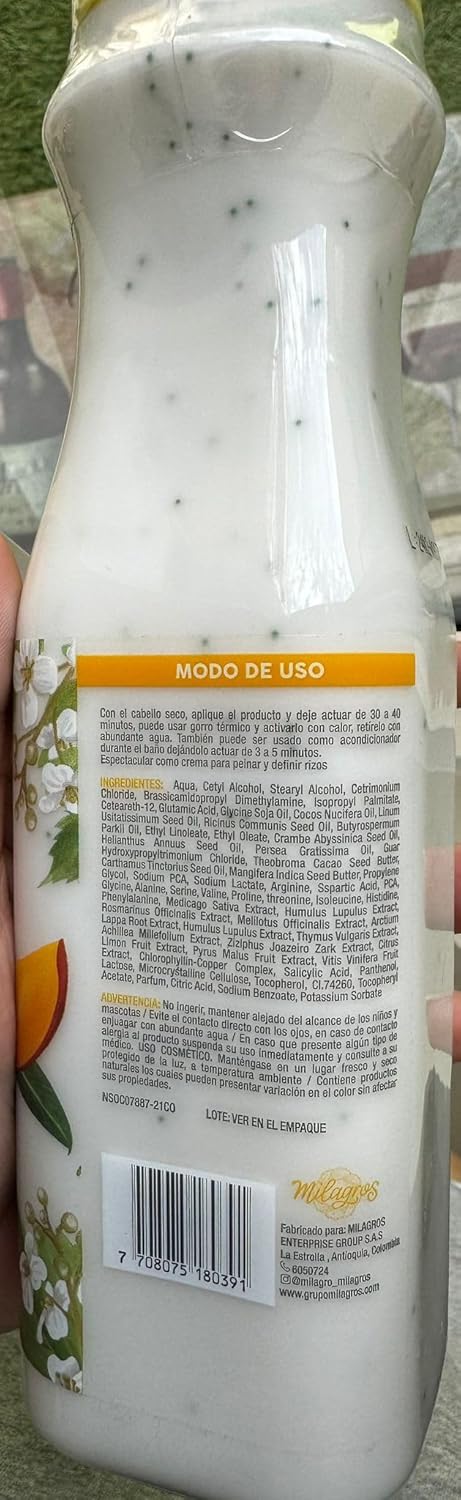 MODO DE USO
Con el cabello seco, aplique el producto y deje actuar de 30 a 40
minutos, puede usar gorro térmico y activarlo con calor, retírelo con
abundante agua. También puede ser usado como acondicionador
durante el baño dejándolo actuar de 3 a 5 minutos.
Espectacular como crema para peinar y definir rizos
INGREDIENTES: Aqua, Cetyl Alcohol, Stearyl Alcohol, Cetrimonium
Chloride, Brassicamidopropyl Dimethylamine, Isopropyl Palmitate,
Ceteareth-12, Glutamic Acid, Glycine Soja Oil, Cocos Nucifera Oil, Linum
Usitatissimum Seed Oil, Ricinus Communis Seed Oil, Butyrospermum
Parkii Oil, Ethyl Linoleate, Ethyl Oleate, Crambe Abyssinica Seed Oil,
Helianthus Annuus Seed Oil, Persea Gratissima Oil, Guar
Hydroxypropyltrimonium Chloride, Theobroma Cacao Seed Butter,
Carthamus Tinctorius Seed Oil, Mangifera Indica Seed Butter, Propylene
Glycol, Sodium PCA, Sodium Lactate, Arginine, Sspartic Acid, PCA,
Glycine, Alanine, Serine, Valine, Proline, threonine, Isoleucine, Histidine,
Phenylalanine, Medicago Sativa Extract, Humulus Lupulus Extract,
Rosmarinus Officinalis Extract, Melilotus Officinalis Extract, Arctium
Lappa Root Extract, Humulus Lupulus Extract, Thymus Vulgaris Extract,
Achillea Millefolium Extract, Ziziphus Joazeiro Zark Extract, Citrus
Limon Fruit Extract, Pyrus Malus Fruit Extract, Vitis Vinifera Fruit
Extract, Chlorophyllin-Copper Complex, Salicylic Acid, Panthenol,
Lactose, Microcrystalline Cellulose, Tocopherol, CI.74260, Tocopheryl
Acetate, Parfum, Citric Acid, Sodium Benzoate, Potassium Sorbate
ADVERTENCIA: No ingerir, mantener alejado del alcance de los niños y
mascotas / Evite el contacto directo con los ojos, en caso de contacto
enjuagar con abundante agua / En caso que presente algún tipo de
alergia al producto suspenda su uso inmediatamente y consulte a su
médico. USO COSMÉTICO. Manténgase en un lugar fresco y seco
protegido de la luz, a temperatura ambiente / Contiene productos
naturales los cuales pueden presentar variación en el color sin afectar
sus propiedades.
NSOC07887-21CO
LOTE: VER EN EL EMPAQUE
7 708075 180391
Milagros
Fabricado para: MILAGROS
ENTERPRISE GROUP S.A.S
La Estrella , Antioquia, Colombia
6050724
@milagro_milagros
www.grupomilagros.com